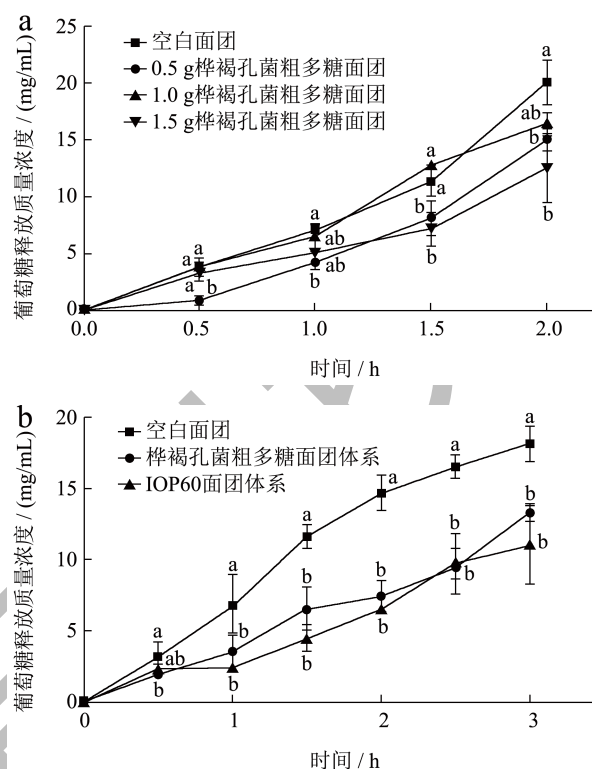 a
25
20
15
10
5
0
葡萄糖释放质量浓度 / (mg/mL)
空白面团
0.5 g桦褐孔菌粗多糖面团
1.0 g桦褐孔菌粗多糖面团
1.5 g桦褐孔菌粗多糖面团
a
ab
b
b
a
a
b
b
a
ab
ab
b
a
a
a
b
0.0 0.5 1.0 1.5 2.0
时间 / h
b
20
15
10
5
0
葡萄糖释放质量浓度 / (mg/mL)
空白面团
桦褐孔菌粗多糖面团体系
IOP60面团体系
a
a
a
a
a
a
b
b
b
b
b
b
b
b
b
b
ab
b
0 1 2 3
时间 / h